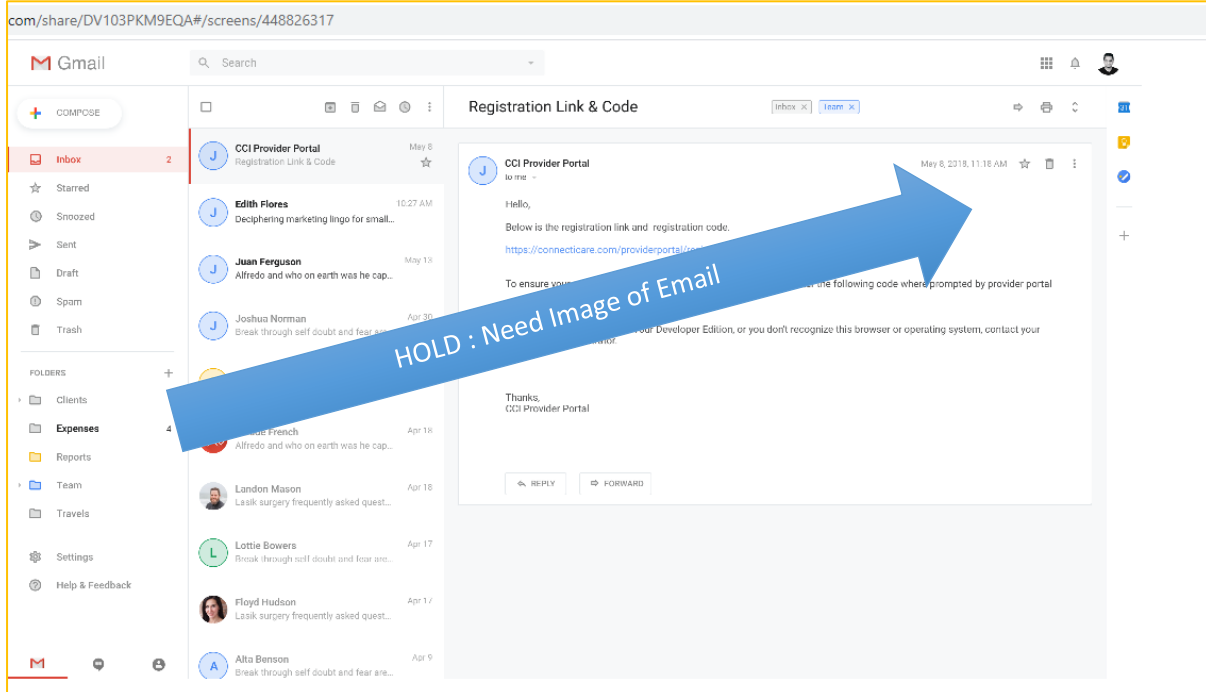 com/share/DV103PKM9EQA#/screens/448826317
Gmail
Search
COMPOSE
Inbox 2
Starred
Snoozed
Sent
Draft
Spam
Trash
FOLDERS
Clients
Expenses 4
Reports
Team
Travels
Settings
Help & Feedback
J
CCI Provider Portal May 8
Registration Link & Code
J
Edith Flores 10:27 AM
Deciphering marketing lingo for small...
J
Juan Ferguson May 13
Alfredo and who on earth was he cap...
J
Joshua Norman Apr 30
Break through self doubt and fear
French Apr 18
Alfredo and who on earth was he cap...
Landon Mason Apr 18
Lasik surgery frequently asked quest...
L
Lottie Bowers Apr 17
Break through self doubt and fear are...
Floyd Hudson Apr 17
Lasik surgery frequently asked quest...
A
Alta Benson Apr 9
Break through self doubt and fear are...
Registration Link & Code
Inbox X Team X
31
J
CCI Provider Portal May 8, 2018, 11:18 AM
to me
Hello,
Below is the registration link and registration code.
https://connecticare.com/providerportal/
To ensure your the following code where prompted by provider portal
our Developer Edition, or you don't recognize this browser or operating system, contact your
Thanks,
CCI Provider Portal
REPLY FORWARD
HOLD : Need Image of Email